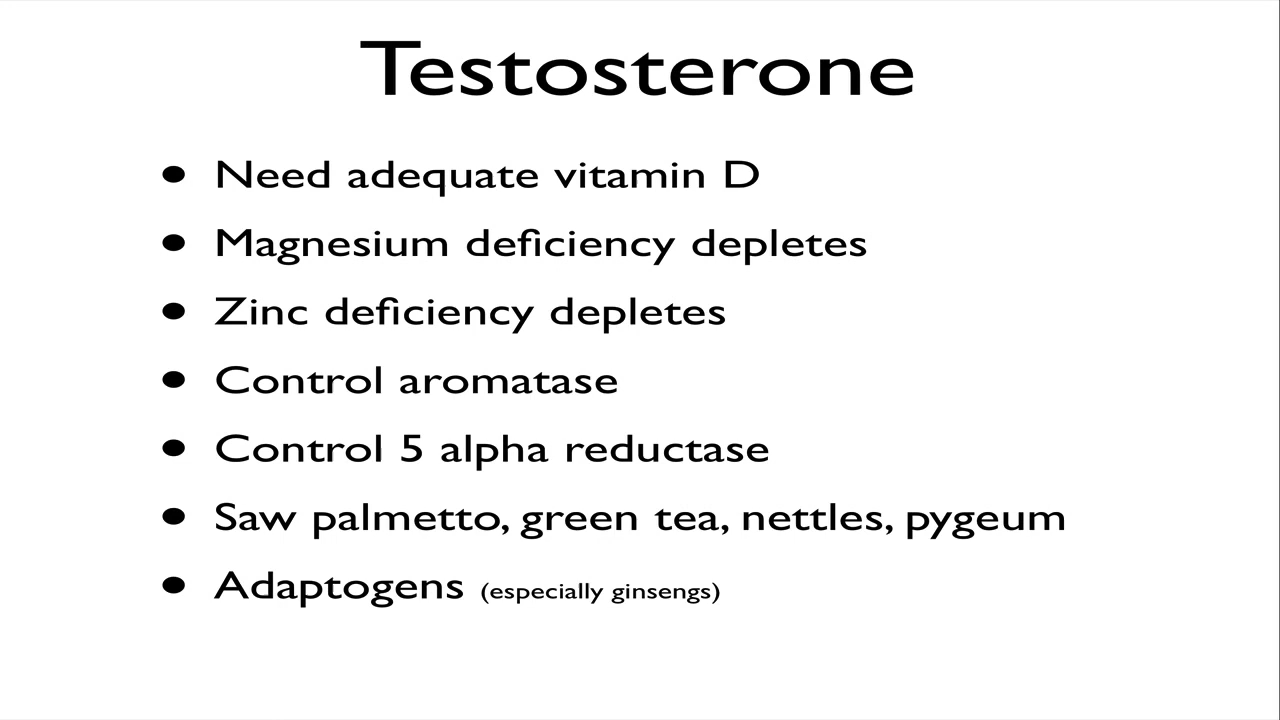 Testosterone
• Need adequate vitamin D
• Magnesium deficiency depletes
• Zinc deficiency depletes
• Control aromatase
• Control 5 alpha reductase
• Saw palmetto, green tea, nettles, pygeum
• Adaptogens (especially ginsengs)